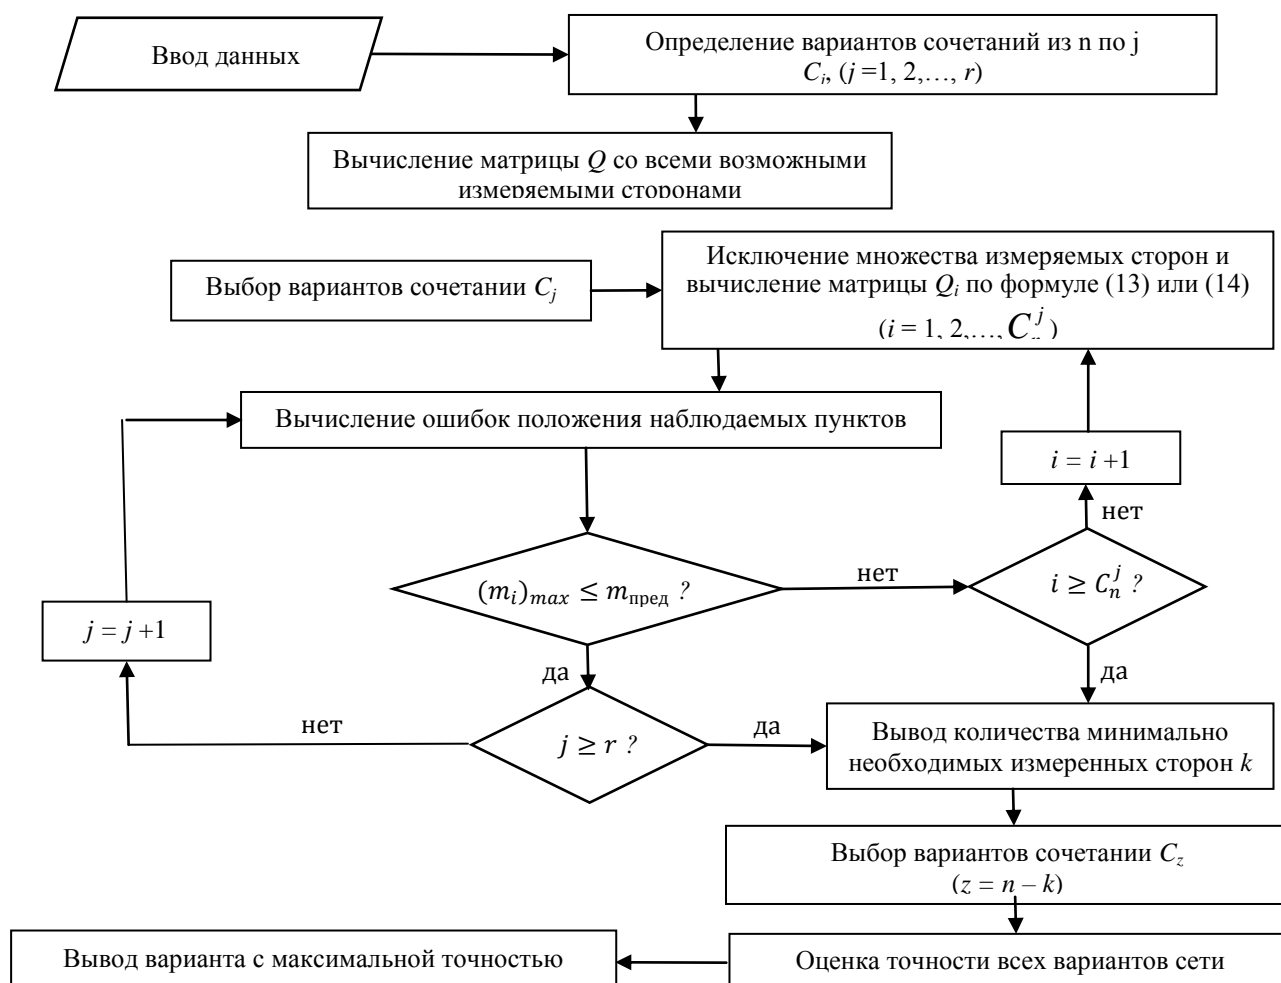 Ввод данных
Определение вариантов сочетаний из n по j
C_j, (j =1, 2,…, r)
Вычисление матрицы Q со всеми возможными
измеряемыми сторонами
Выбор вариантов сочетании C_j
Исключение множества измеряемых сторон и
вычисление матрицы Q_i по формуле (13) или (14)
(i = 1, 2,…, C_n^j)
Вычисление ошибок положения наблюдаемых пунктов
i = i +1
нет
(m_i)_max ≤ m_пред ?
нет
i ≥ C_n^j ?
j = j +1
да
да
нет
j ≥ r ?
да
Вывод количества минимально
необходимых измеренных сторон k
Выбор вариантов сочетании C_z
(z = n – k)
Вывод варианта с максимальной точностью
Оценка точности всех вариантов сети